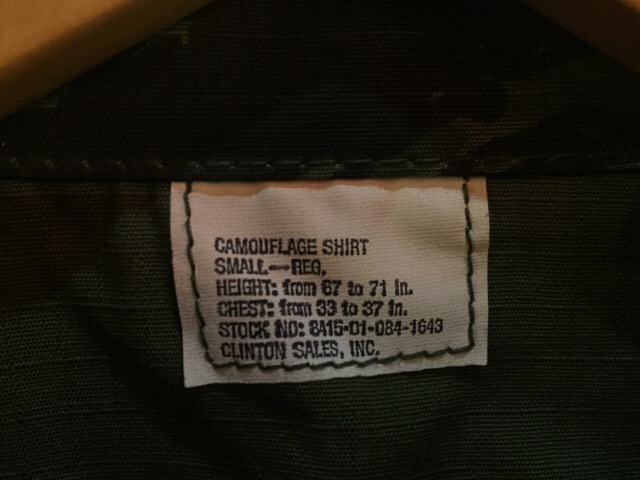 CAMOUFLAGE SHIRT
SMALL—REG.
HEIGHT: from 67 to 71 in.
CHEST: from 33 to 37 in.
STOCK NO: 8415-01-084-1643
CLINTON SALES, INC.